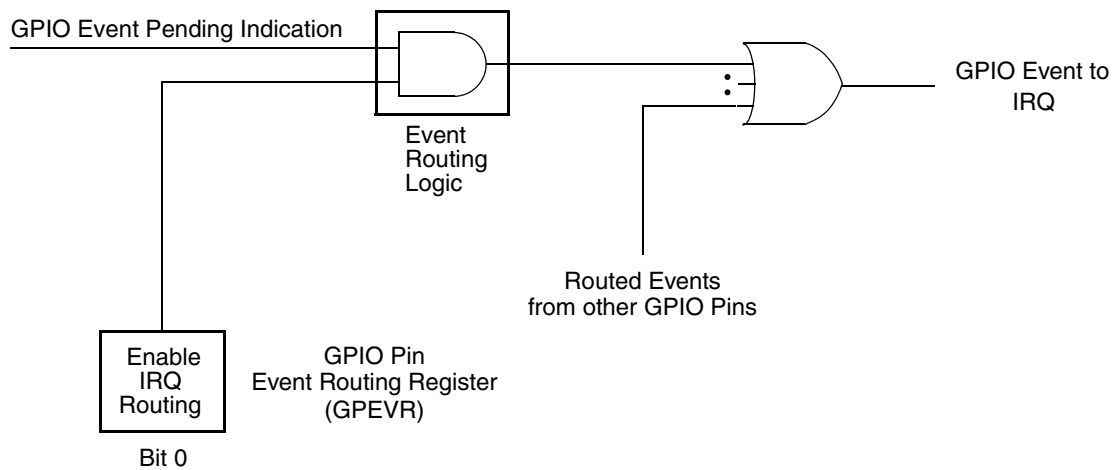 GPIO Event Pending Indication
GPIO Event to
IRQ
Event
Routing
Logic
Routed Events
from other GPIO Pins
Enable
IRQ
Routing
GPIO Pin
Event Routing Register
(GPEVR)
Bit 0